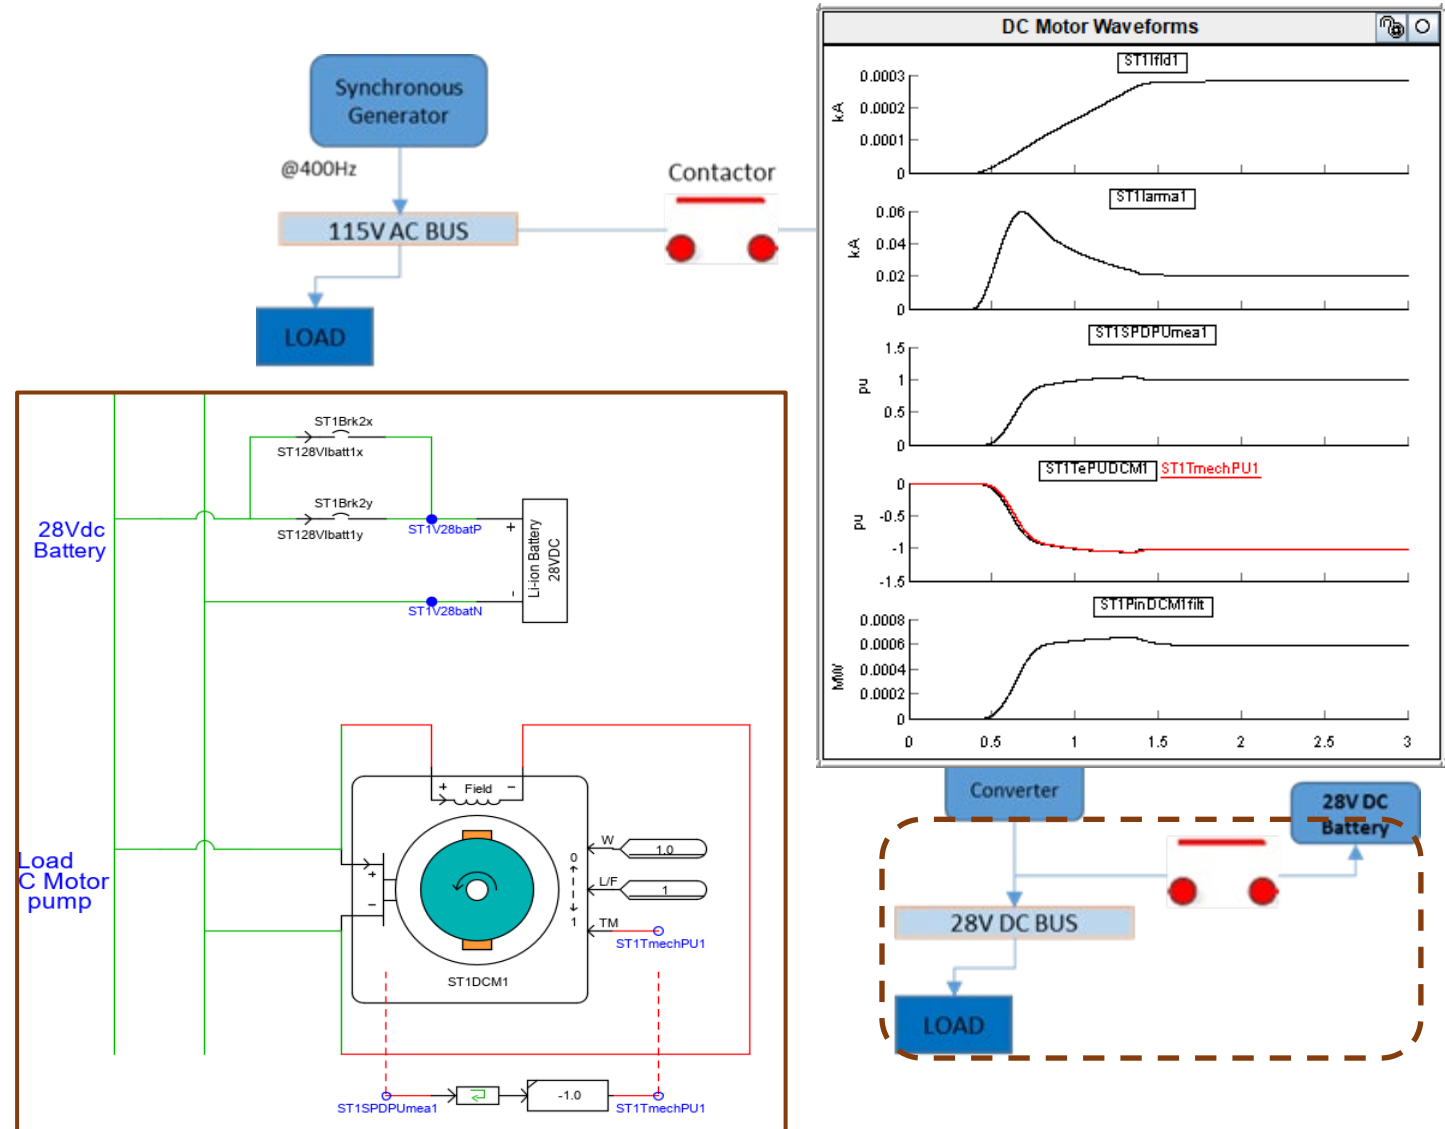 Synchronous
Generator
@400Hz
115V AC BUS
LOAD
Contactor
DC Motor Waveforms
ST1Ifld1
kA
0.0003
0.0002
0.0001
0
ST1Iarma1
kA
0.06
0.04
0.02
0
ST1SPDPUmea1
pu
1.5
1
0.5
0
ST1TePUDCM1 ST1TmechPU1
pu
0
-0.5
-1
-1.5
ST1PinDCM1filt
MW
0.0008
0.0006
0.0004
0.0002
0
0 0.5 1 1.5 2 2.5 3
28Vdc
Battery
ST1Brk2x
ST128VIbatt1x
ST1Brk2y
ST128VIbatt1y
ST1V28batP
ST1V28batN
+
-
Li-ion Battery
28VDC
Load
C Motor
pump
+ Field -
+
-
W
1.0
L/F
1
TM
0
1
ST1TmechPU1
ST1DCM1
ST1SPDPUmea1
-1.0
ST1TmechPU1
Converter
28V DC
Battery
28V DC BUS
LOAD